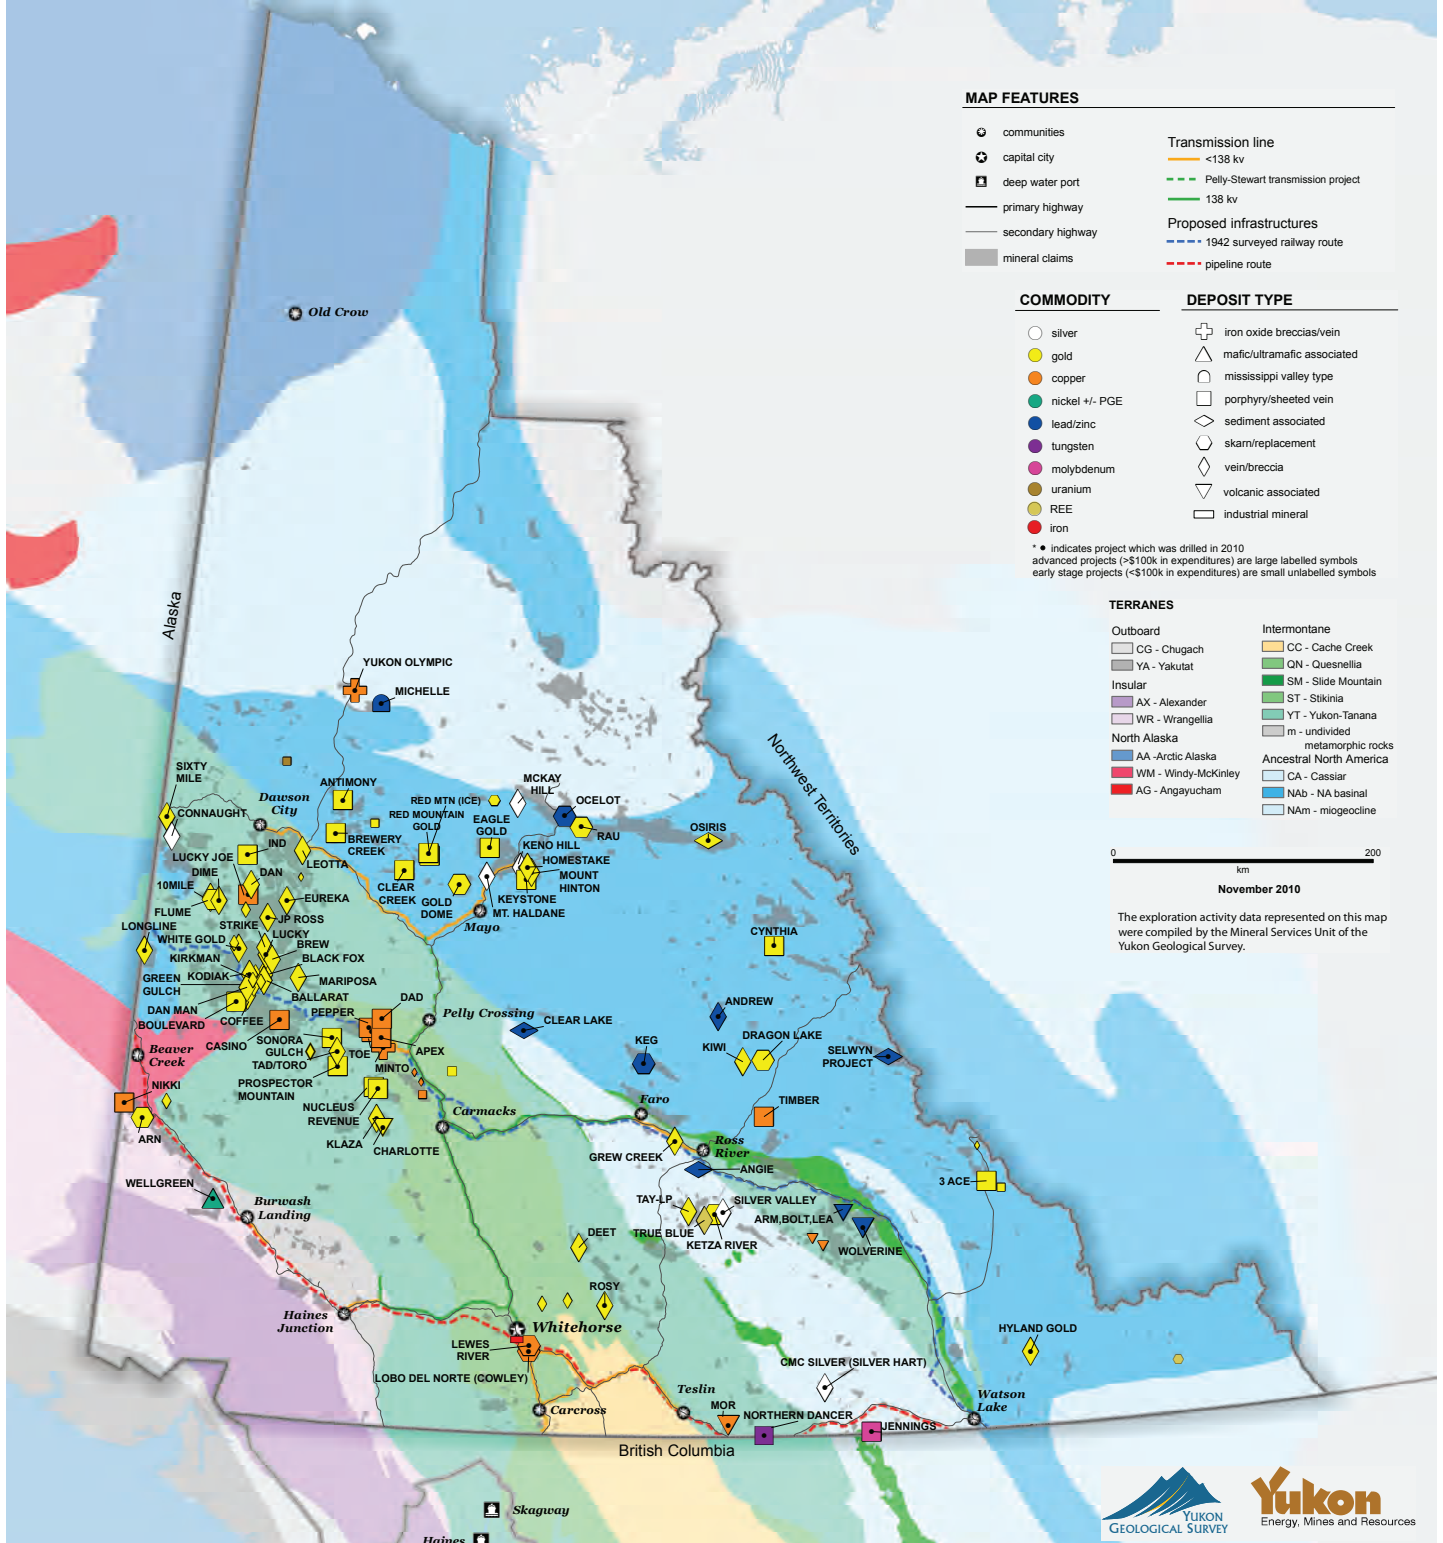 MAP FEATURES
communities
capital city
deep water port
primary highway
secondary highway
mineral claims
Transmission line
<138 kv
Pelly-Stewart transmission project
138 kv
Proposed infrastructures
1942 surveyed railway route
pipeline route
COMMODITY
silver
gold
copper
nickel +/- PGE
lead/zinc
tungsten
molybdenum
uranium
REE
iron
DEPOSIT TYPE
iron oxide breccias/vein
mafic/ultramafic associated
mississippi valley type
porphyry/sheeted vein
sediment associated
skarn/replacement
vein/breccia
volcanic associated
industrial mineral
* • indicates project which was drilled in 2010
advanced projects (>$100k in expenditures) are large labelled symbols
early stage projects (<$100k in expenditures) are small unlabelled symbols
TERRANES
Outboard
CG - Chugach
YA - Yakutat
Insular
AX - Alexander
WR - Wrangellia
North Alaska
AA -Arctic Alaska
WM - Windy-McKinley
AG - Angayucham
Intermontane
CC - Cache Creek
QN - Quesnellia
SM - Slide Mountain
ST - Stikinia
YT - Yukon-Tanana
m - undivided
metamorphic rocks
Ancestral North America
CA - Cassiar
NAb - NA basinal
NAm - miogeocline
0 200
km
November 2010
The exploration activity data represented on this map
were compiled by the Mineral Services Unit of the
Yukon Geological Survey.
Old Crow
Alaska
Northwest Territories
YUKON OLYMPIC
MICHELLE
SIXTY
MILE
CONNAUGHT
Dawson
City
ANTIMONY
RED MTN (ICE)
RED MOUNTAIN
GOLD
MCKAY
HILL
OCELOT
RAU
OSIRIS
EAGLE
GOLD
KENO HILL
HOMESTAKE
MOUNT
HINTON
KEYSTONE
MT. HALDANE
BREWERY
CREEK
IND
LEOTTA
LUCKY JOE
DIME
DAN
10MILE
FLUME
EUREKA
CLEAR
CREEK
GOLD
DOME
Mayo
LONGLINE
STRIKE
JP ROSS
WHITE GOLD
LUCKY
BREW
KIRKMAN
BLACK FOX
GREEN
GULCH
KODIAK
MARIPOSA
BALLARAT
DAN MAN
BOULEVARD
COFFEE
PEPPER
DAD
CASINO
SONORA
GULCH
TAD/TORO
TOE
APEX
MINTO
PROSPECTOR
MOUNTAIN
NUCLEUS
REVENUE
KLAZA
CHARLOTTE
Pelly Crossing
CLEAR LAKE
CYNTHIA
ANDREW
KEG
KIWI
DRAGON LAKE
SELWYN
PROJECT
TIMBER
Beaver
Creek
NIKKI
ARN
WELLGREEN
Burwash
Landing
Carmacks
Faro
GREW CREEK
Ross
River
ANGIE
3 ACE
TAY-LP
SILVER VALLEY
TRUE BLUE
KETZA RIVER
ARM,BOLT,LEA
WOLVERINE
DEET
ROSY
Haines
Junction
Whitehorse
LEWES
RIVER
LOBO DEL NORTE (COWLEY)
Carcross
Teslin
MOR
NORTHERN DANCER
CMC SILVER (SILVER HART)
JENNINGS
HYLAND GOLD
Watson
Lake
British Columbia
Skagway
Haines
YUKON
GEOLOGICAL SURVEY
Yukon
Energy, Mines and Resources